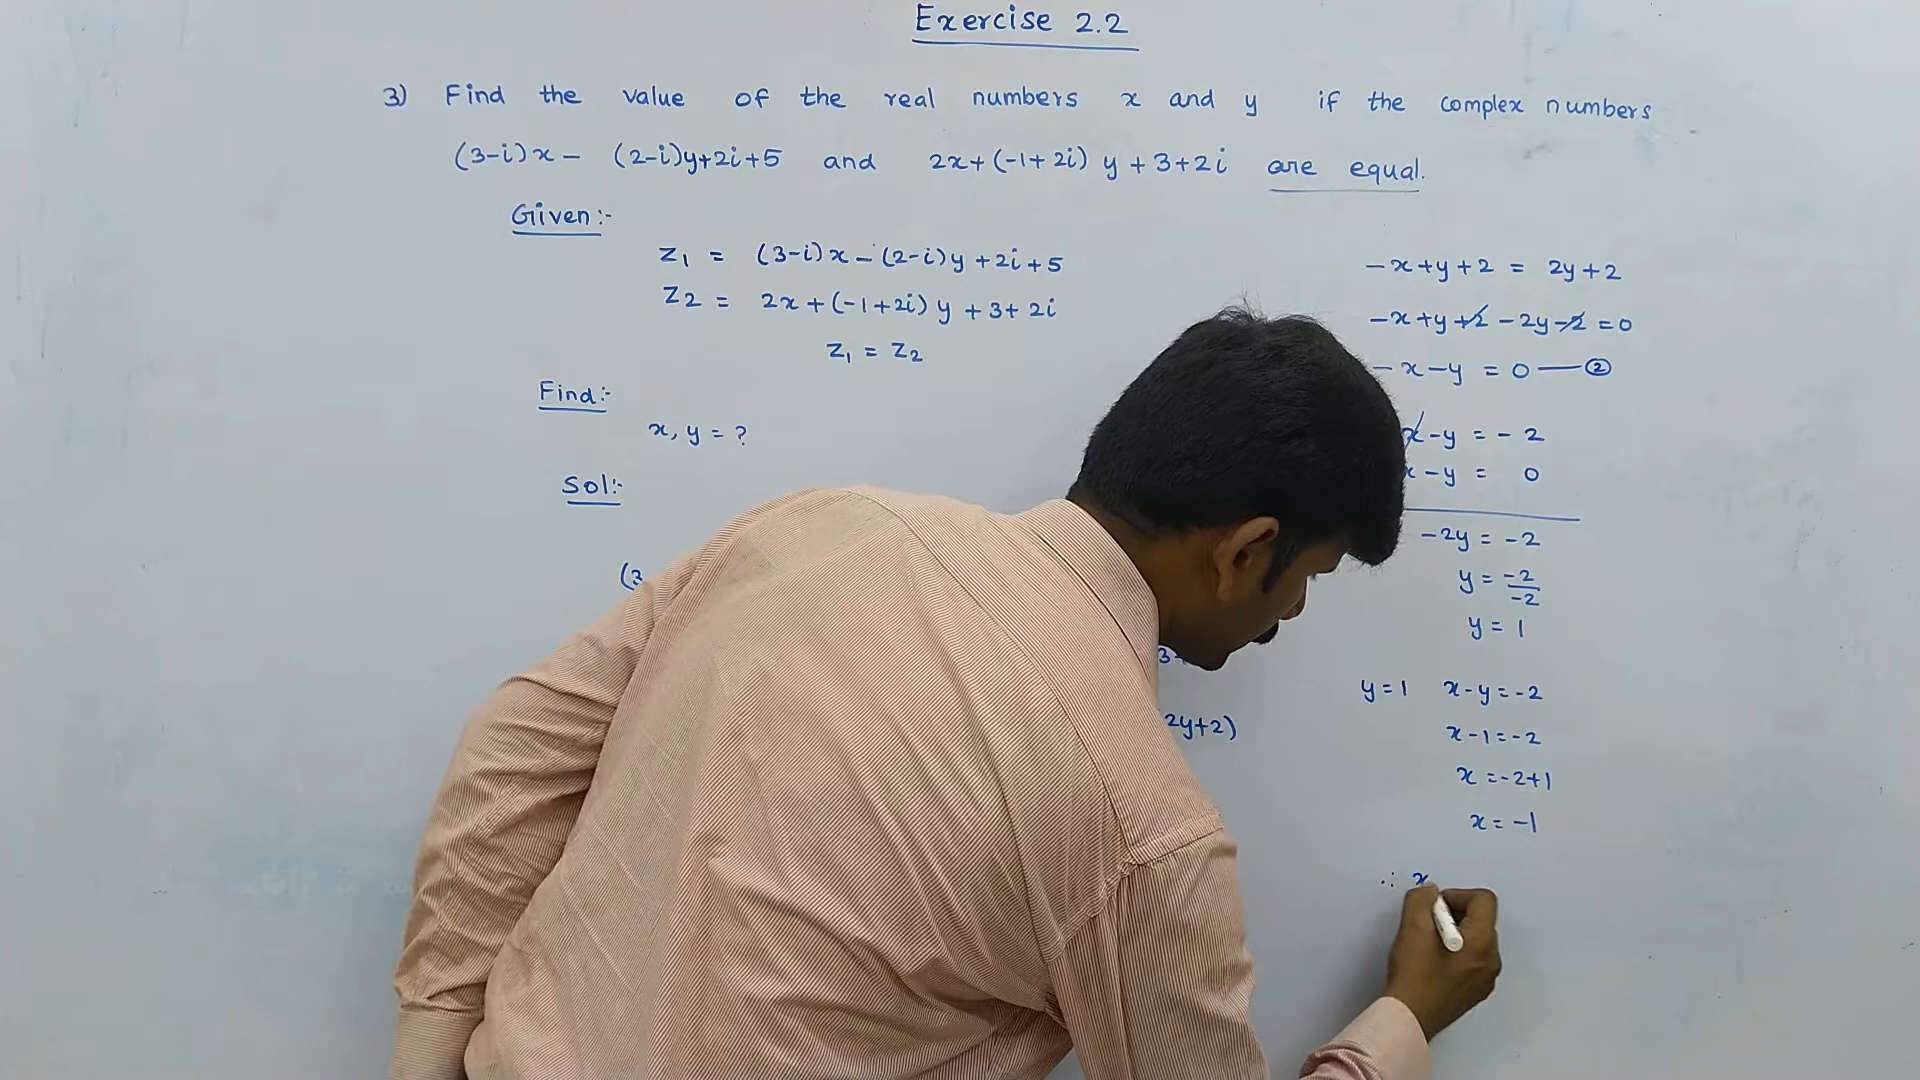 Exercise 2.2
3) Find the value of the real numbers x and y if the complex numbers
(3-i)x - (2-i)y+2i+5 and 2x+(-1+2i) y +3+2i are equal.
Given:-
Z₁ = (3-i)x - (2-i)y +2i+5
Z₂ = 2x+(-1+2i) y +3+2i
Z₁ = Z₂
Find:-
x, y = ?
Sol:-
(3
2y+2)
-x+y+2 = 2y+2
-x+y+2-2y-2 =0
-x-y = 0 — ②
x-y = -2
x-y = 0
-2y = -2
y = -2/-2
y = 1
y=1 x-y=-2
x-1=-2
x =-2+1
x = -1
∴ x